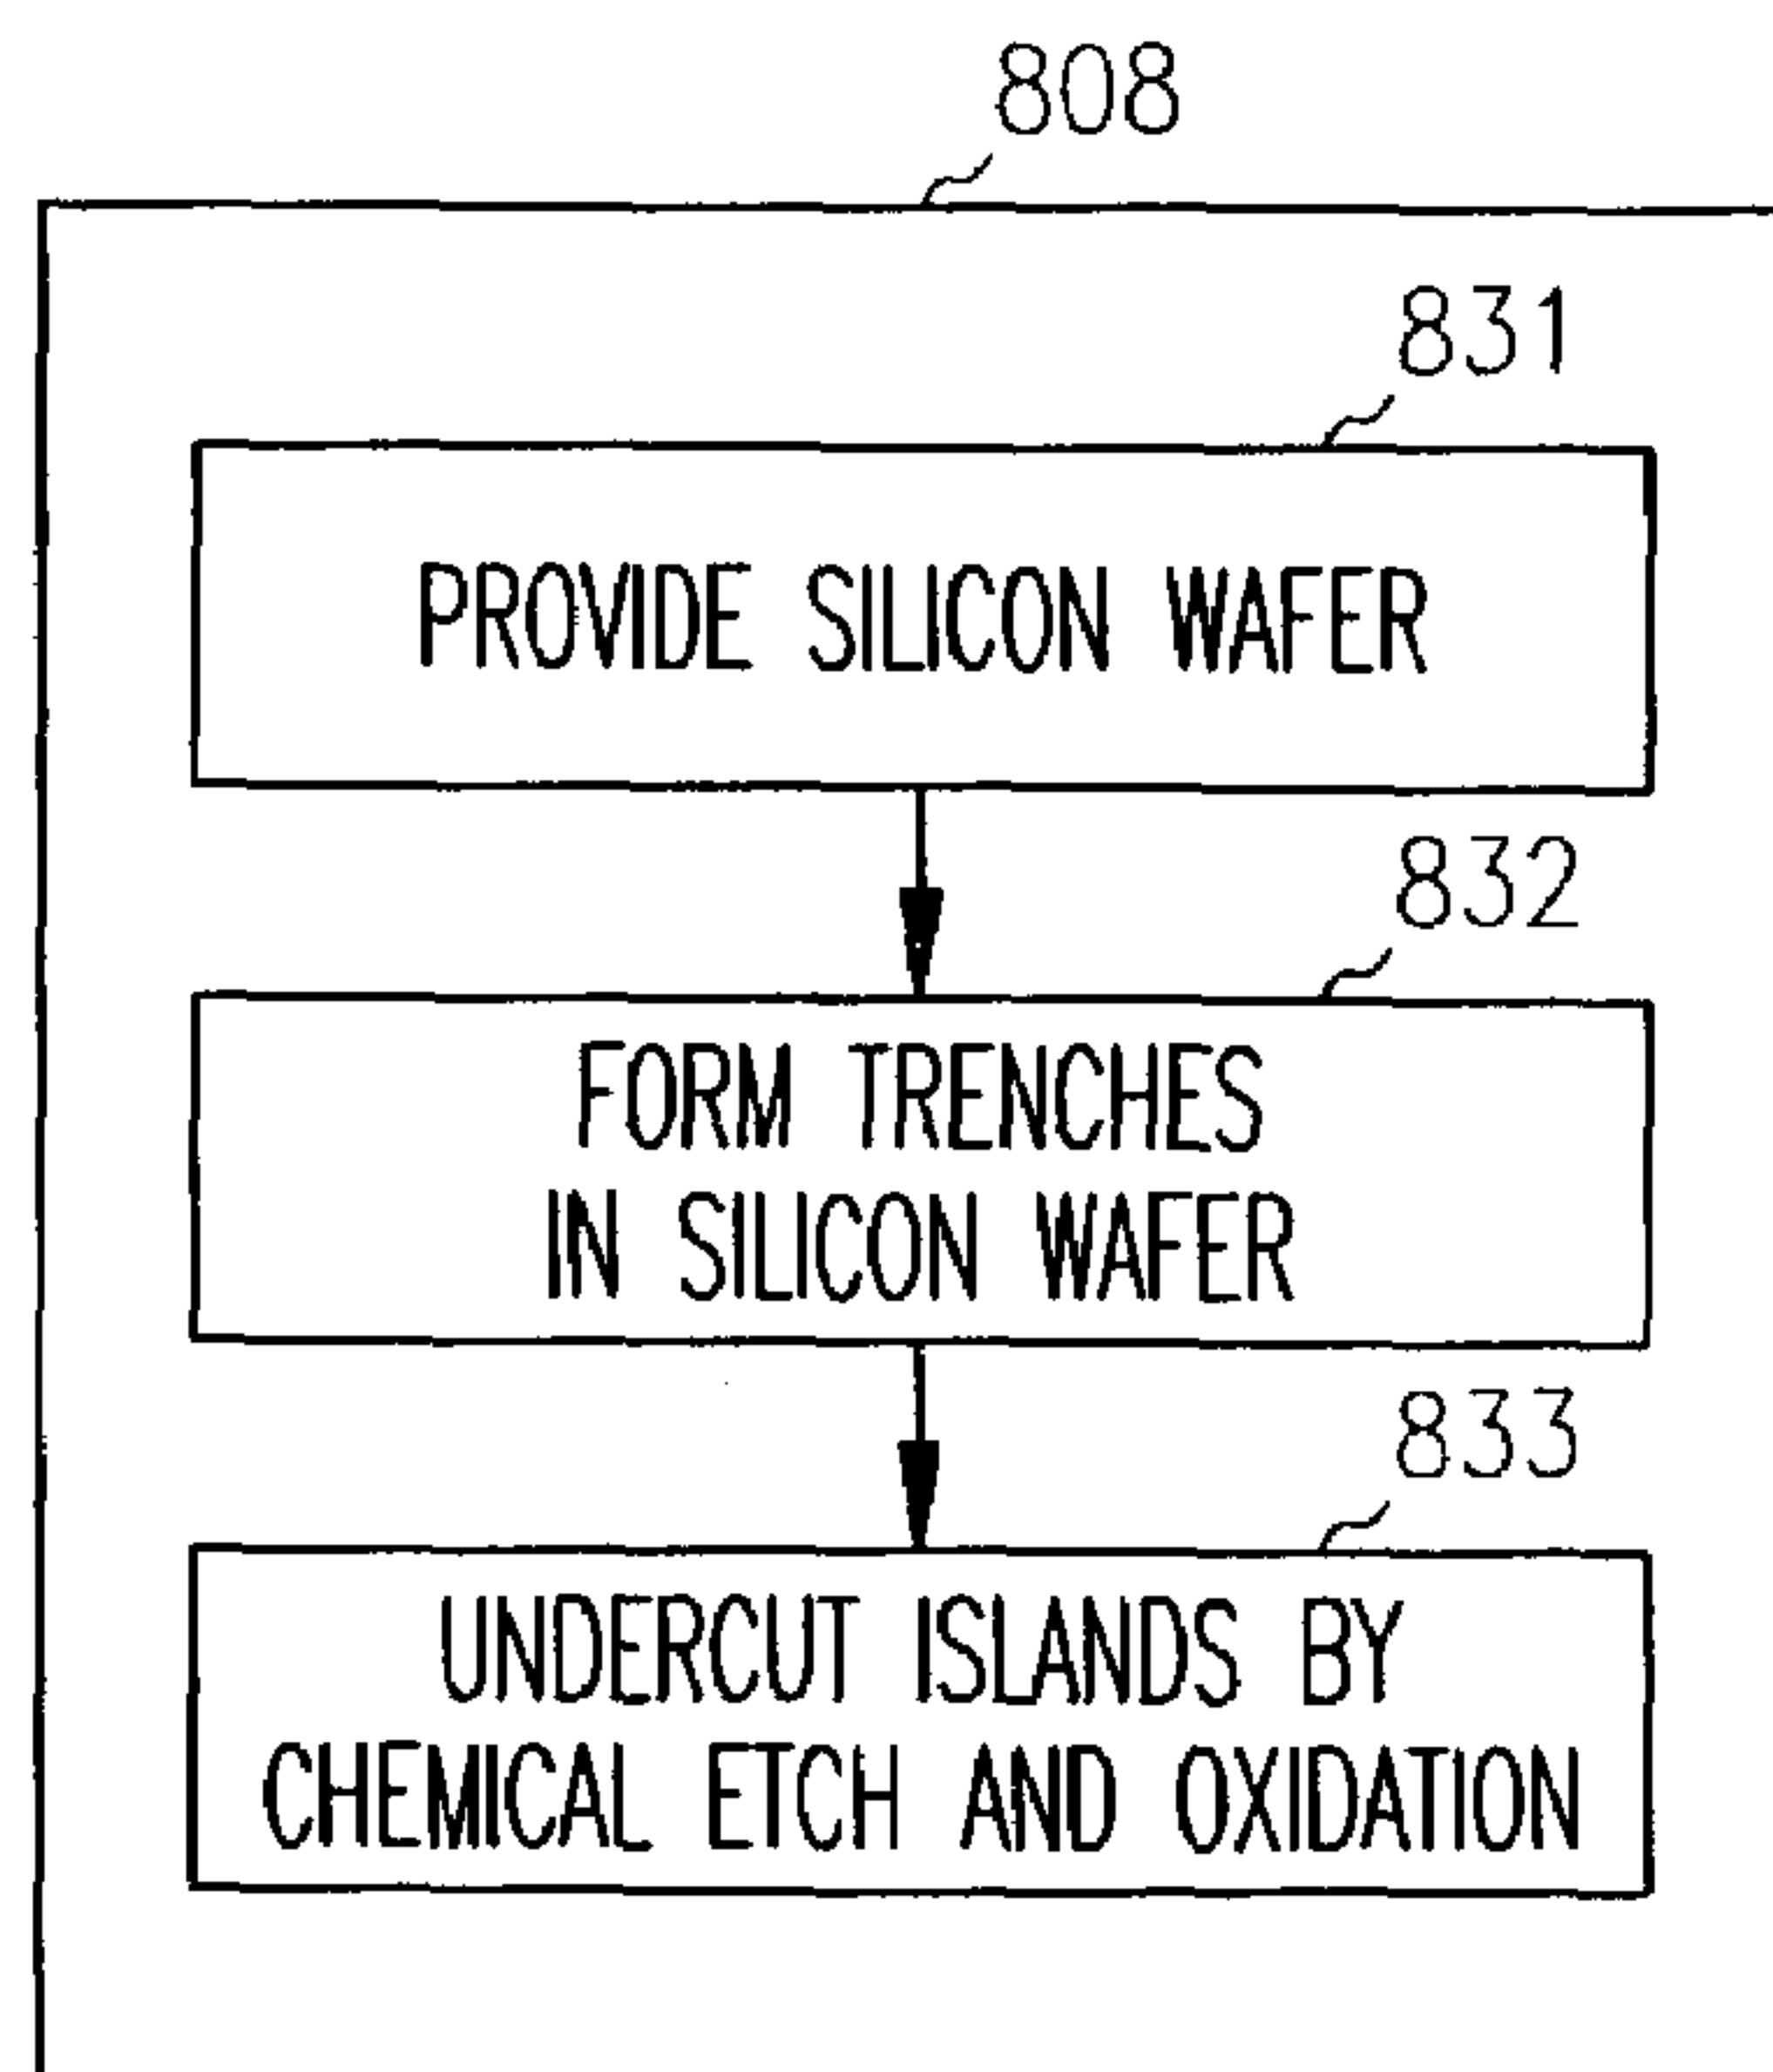 808
831
PROVIDE SILICON WAFER
832
FORM TRENCHES
IN SILICON WAFER
833
UNDERCUT ISLANDS BY
CHEMICAL ETCH AND OXIDATION